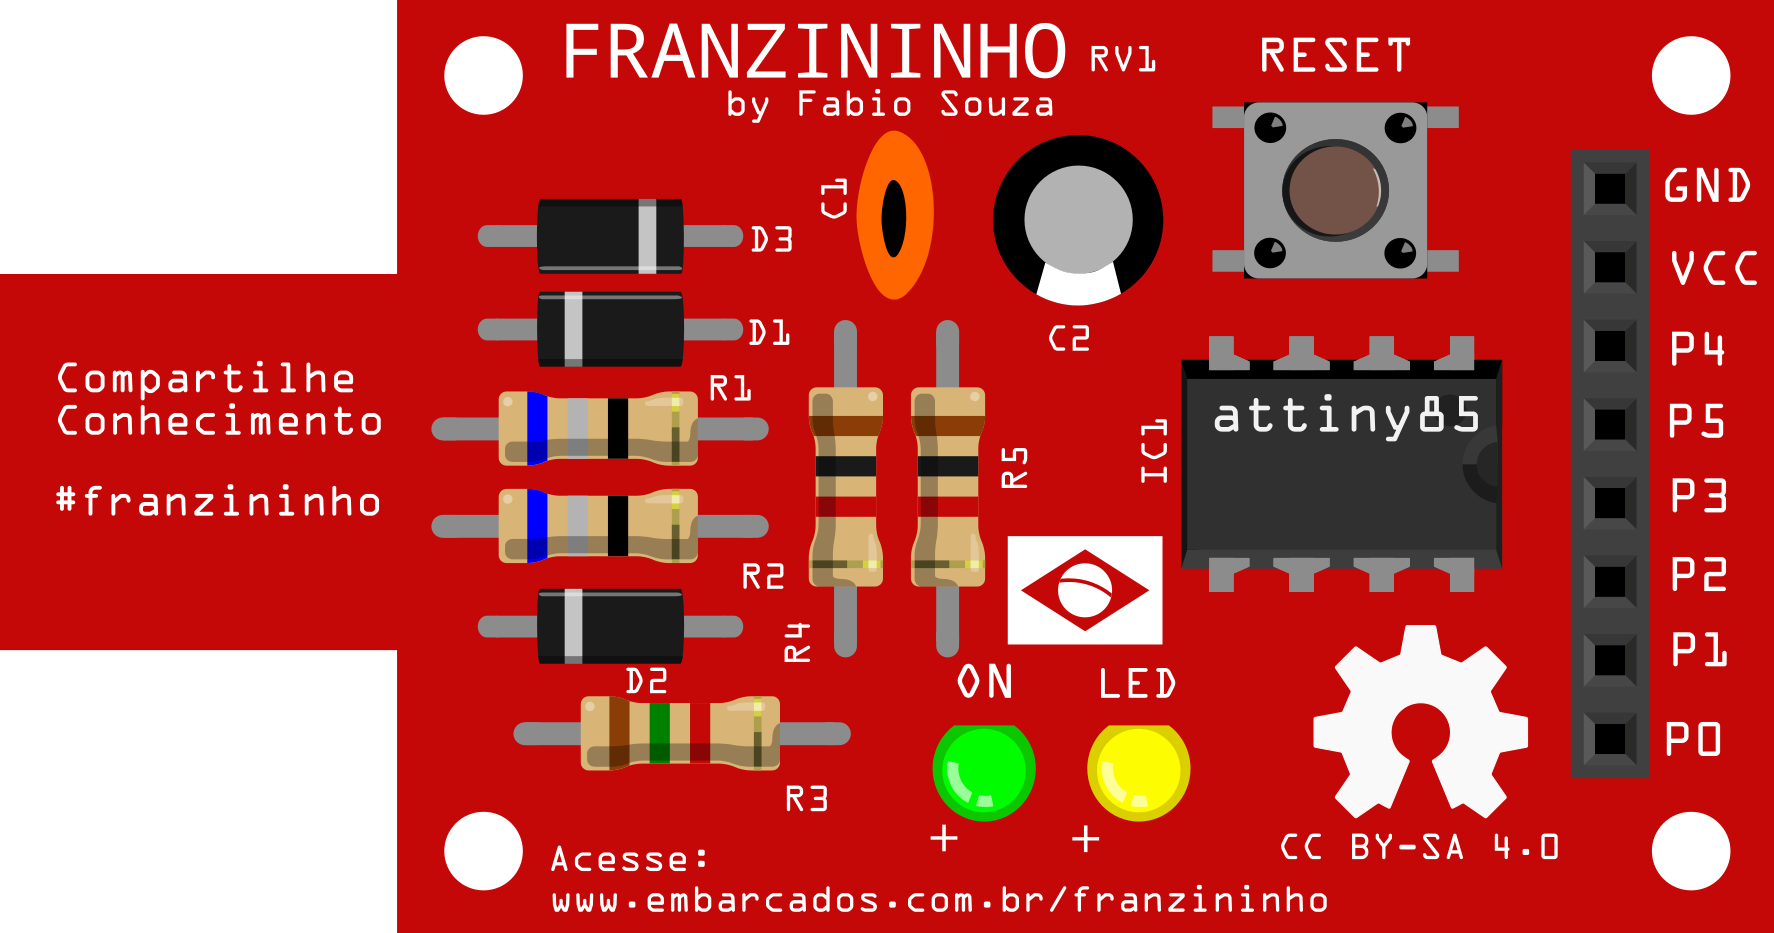 FRANZININHO RV1
by Fabio Souza
RESET
C1
D3
D1
C2
R1
Compartilhe
Conhecimento
#franzininho
R2
R4
R5
IC1
attiny85
GND
VCC
P4
P5
P3
P2
P1
P0
D2
R3
ON
LED
+
+
CC BY-SA 4.0
Acesse:
www.embarcados.com.br/franzininho